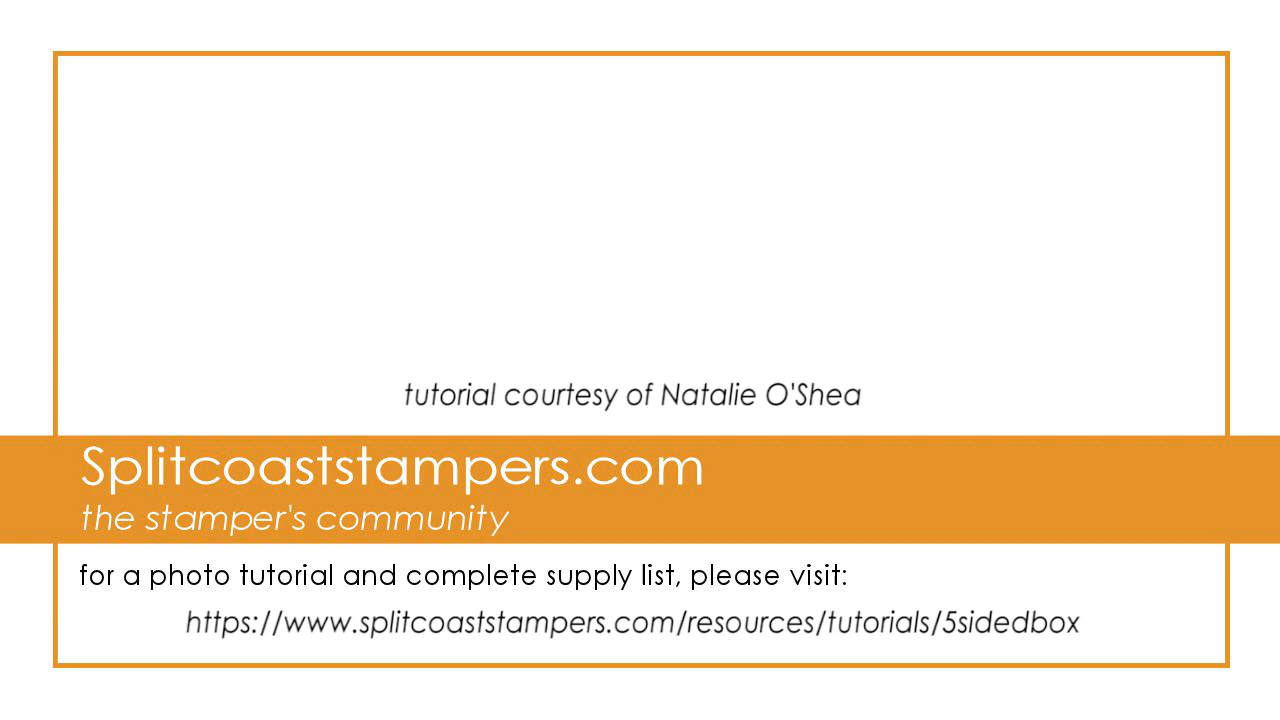 tutorial courtesy of Natalie O'Shea
Splitcoaststampers.com
the stamper's community
for a photo tutorial and complete supply list, please visit:
https://www.splitcoaststampers.com/resources/tutorials/5sidedbox